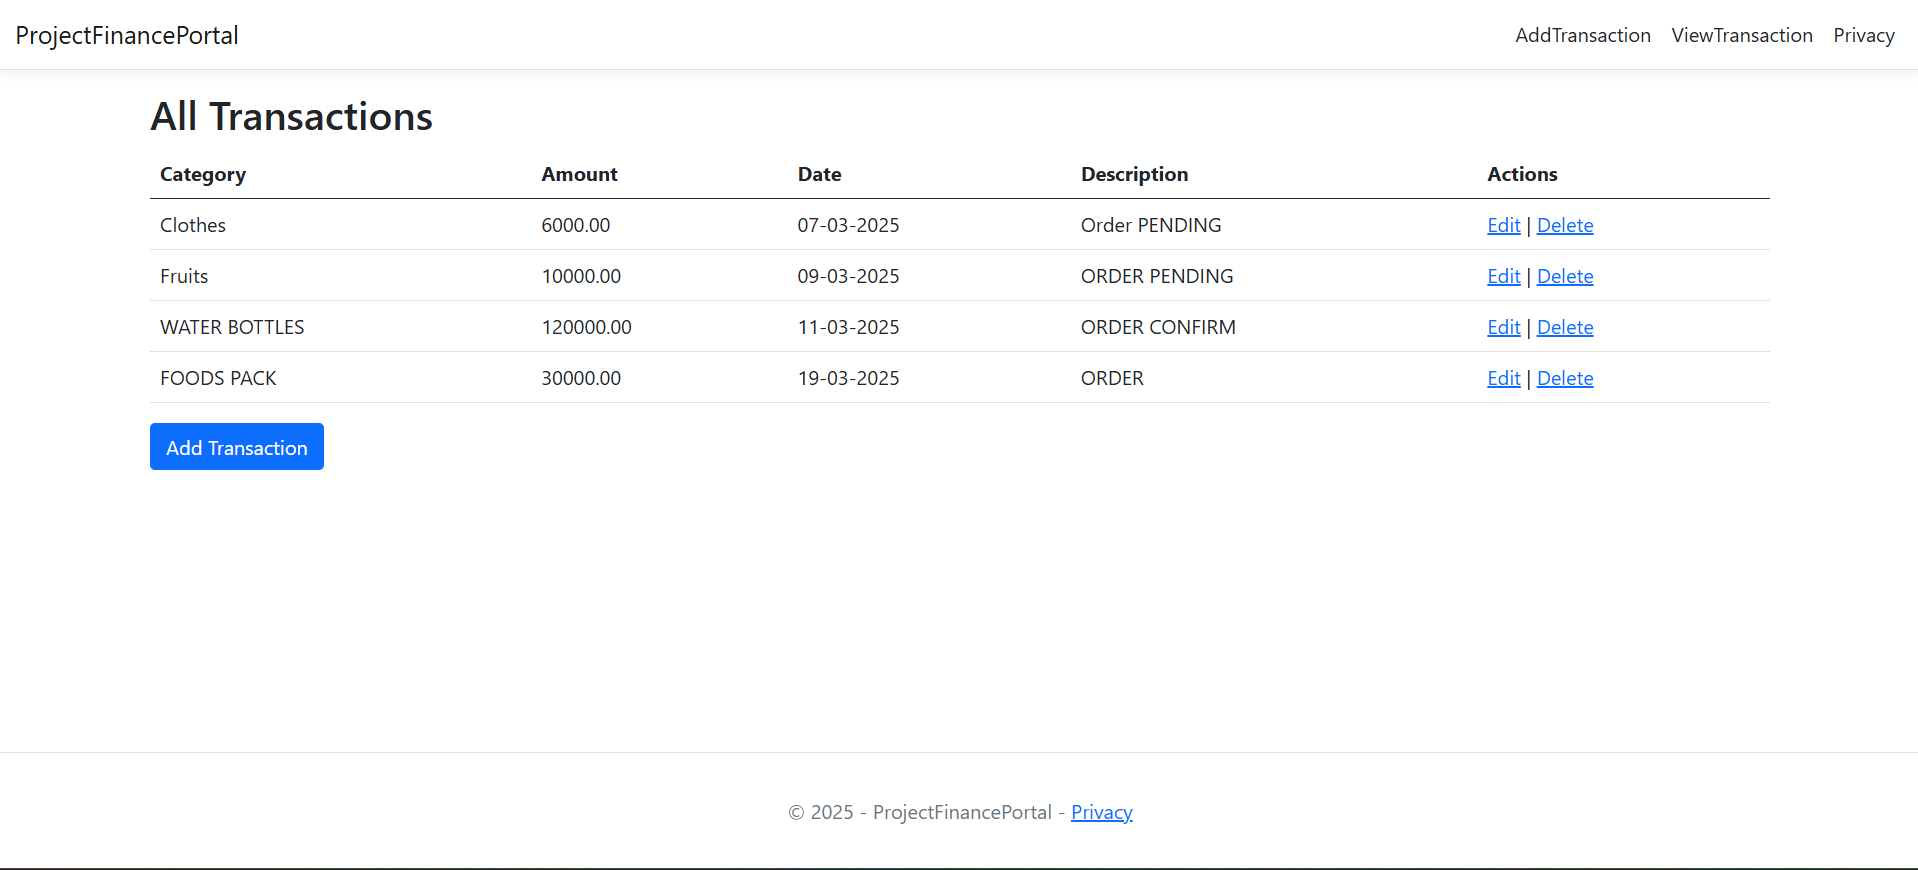 ProjectFinancePortal AddTransaction ViewTransaction Privacy
All Transactions
Category Amount Date Description Actions
Clothes 6000.00 07-03-2025 Order PENDING Edit | Delete
Fruits 10000.00 09-03-2025 ORDER PENDING Edit | Delete
WATER BOTTLES 120000.00 11-03-2025 ORDER CONFIRM Edit | Delete
FOODS PACK 30000.00 19-03-2025 ORDER Edit | Delete
Add Transaction
© 2025 - ProjectFinancePortal - Privacy